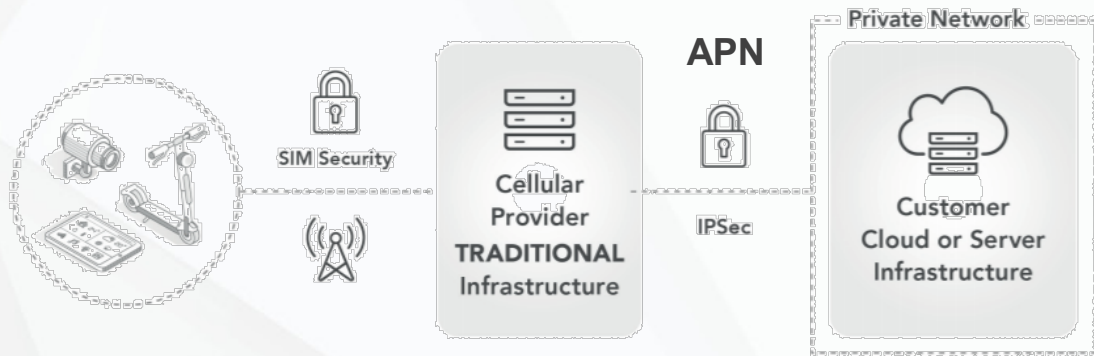 SIM Security
Cellular
Provider
TRADITIONAL
Infrastructure
APN
IPSec
Private Network
Customer
Cloud or Server
Infrastructure